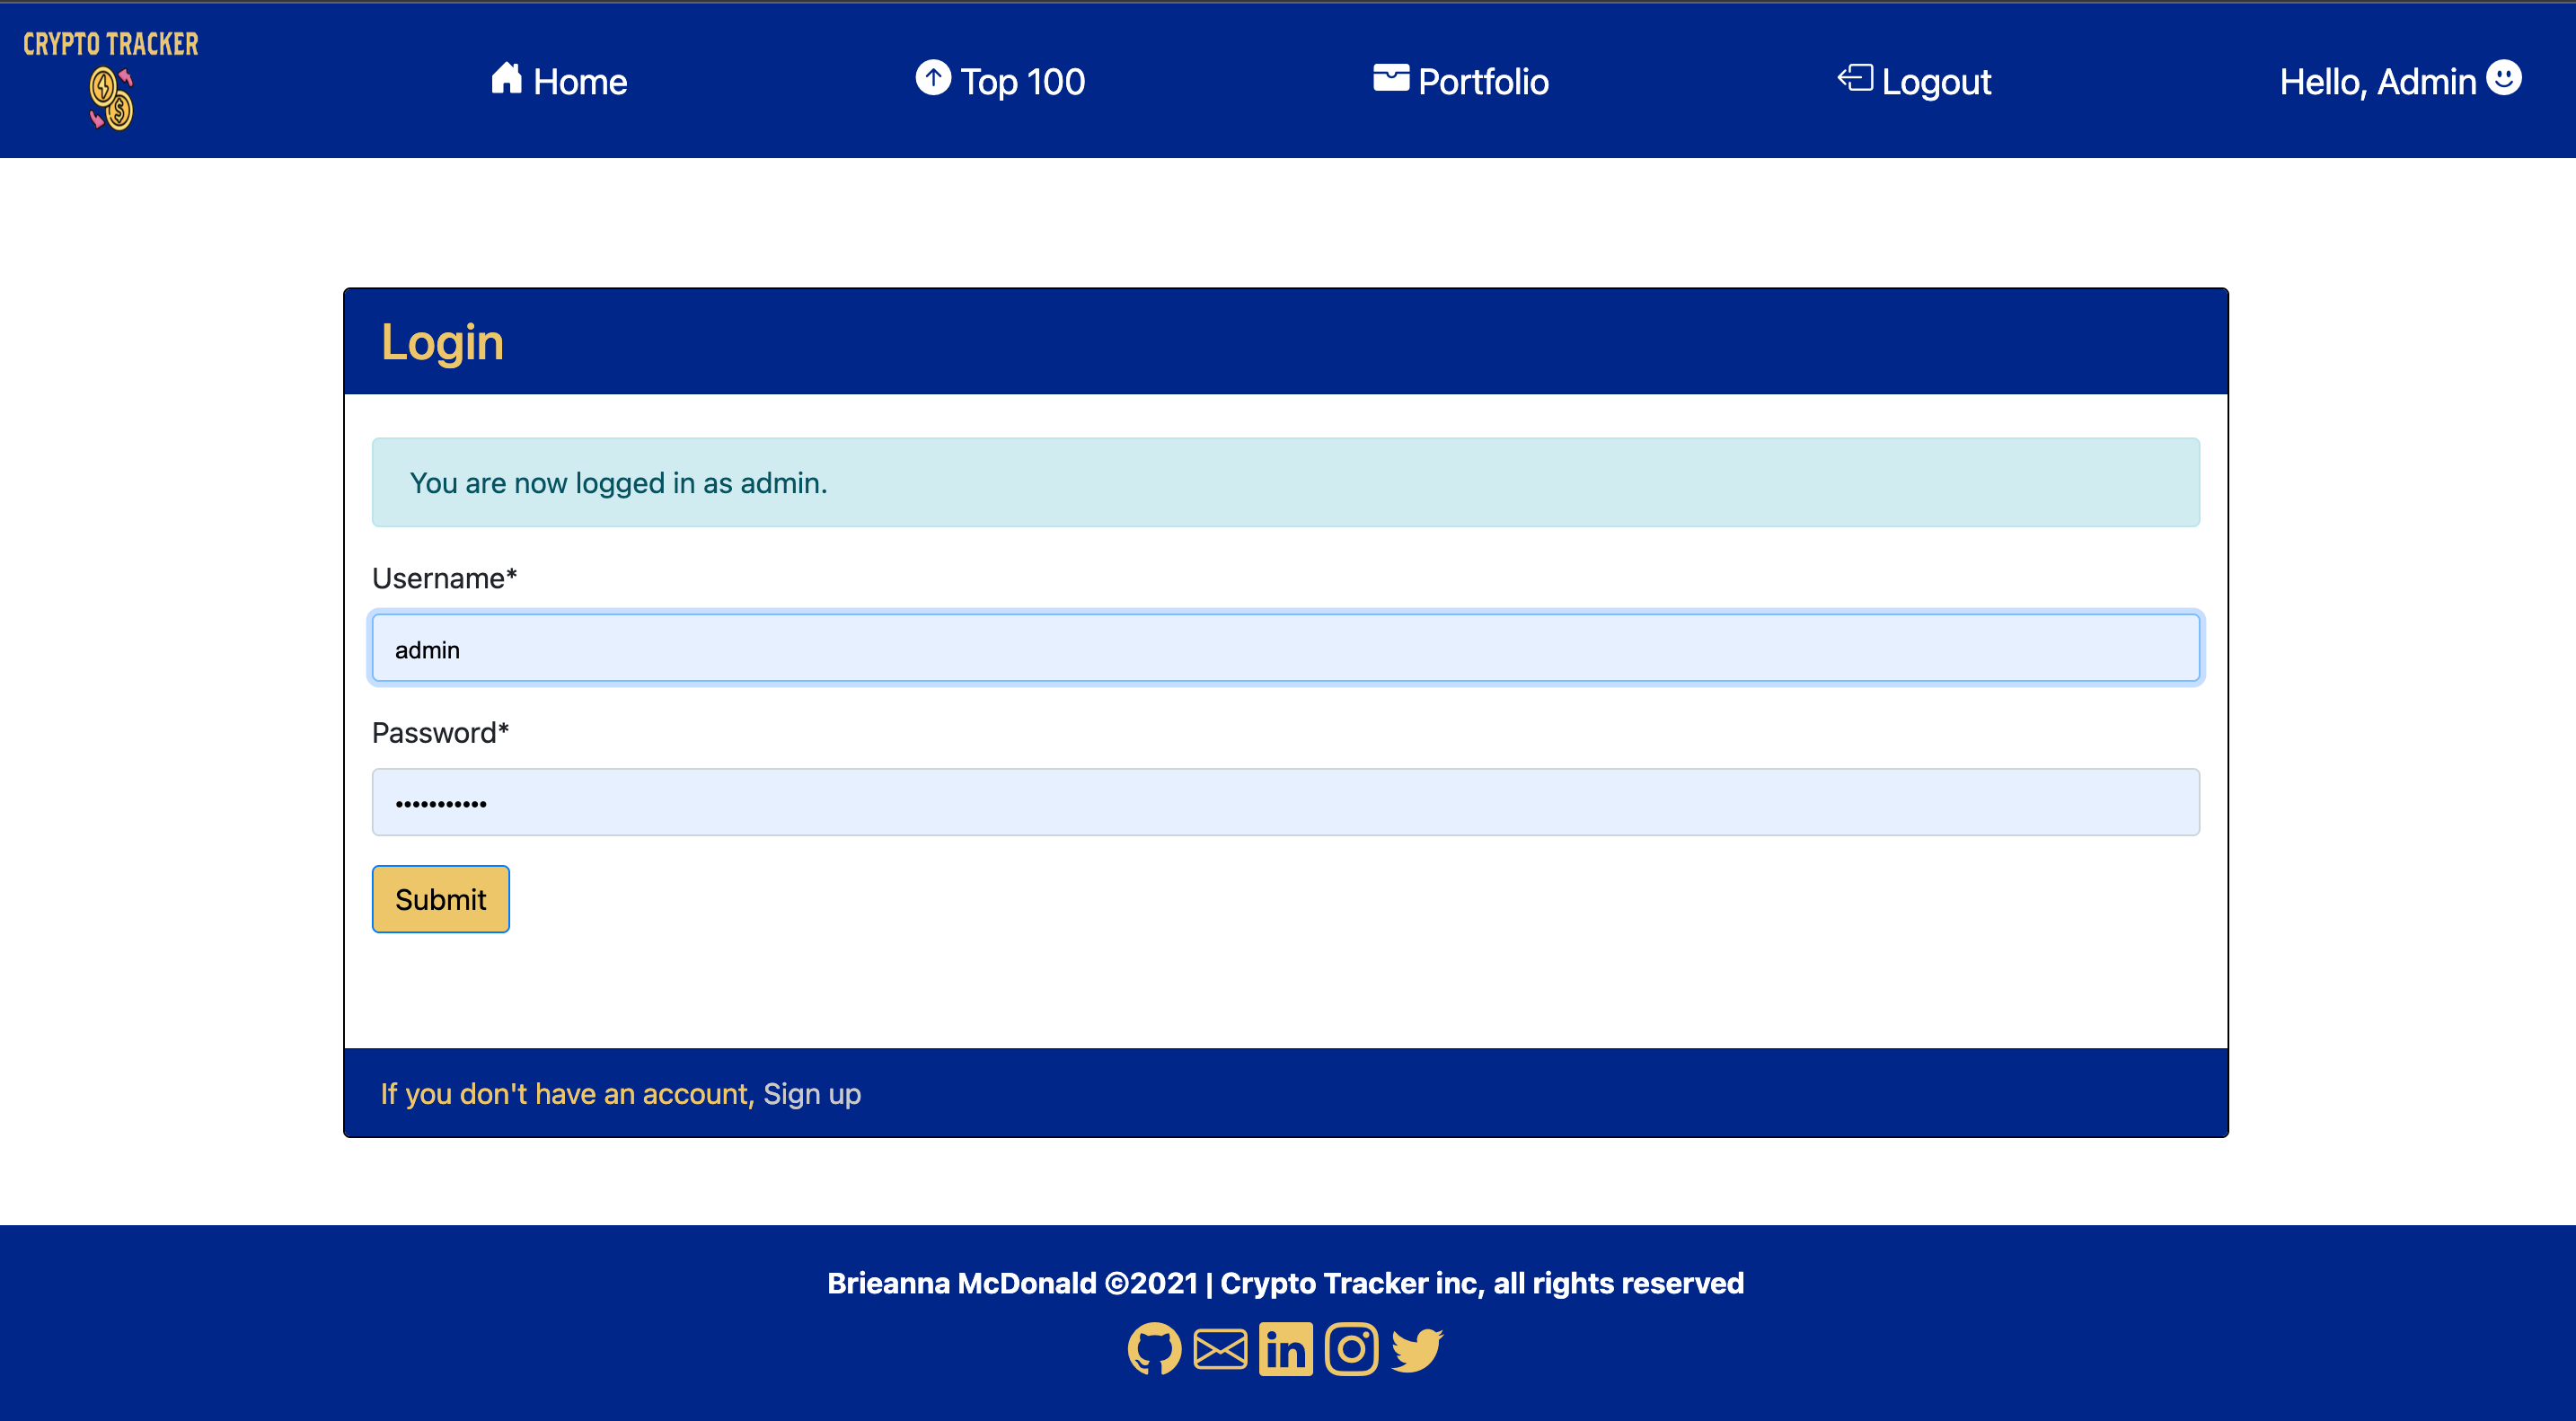 CRYPTO TRACKER
Home
Top 100
Portfolio
Logout
Hello, Admin
Login
You are now logged in as admin.
Username*
admin
Password*
•••••••••••
Submit
If you don't have an account, Sign up
Brieanna McDonald ©2021 | Crypto Tracker inc, all rights reserved
in